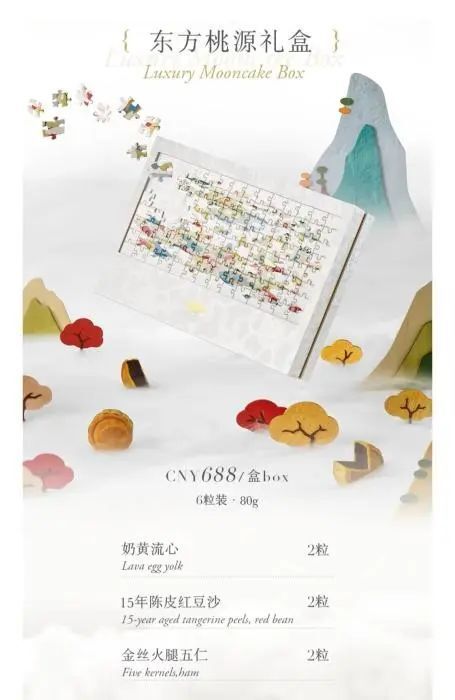 东方桃源礼盒
Luxury Mooncake Box
CNY688/盒box
6粒装 · 80g
奶黄流心 2粒
Lava egg yolk
15年陈皮红豆沙 2粒
15-year aged tangerine peels, red bean
金丝火腿五仁 2粒
Five kernels,ham